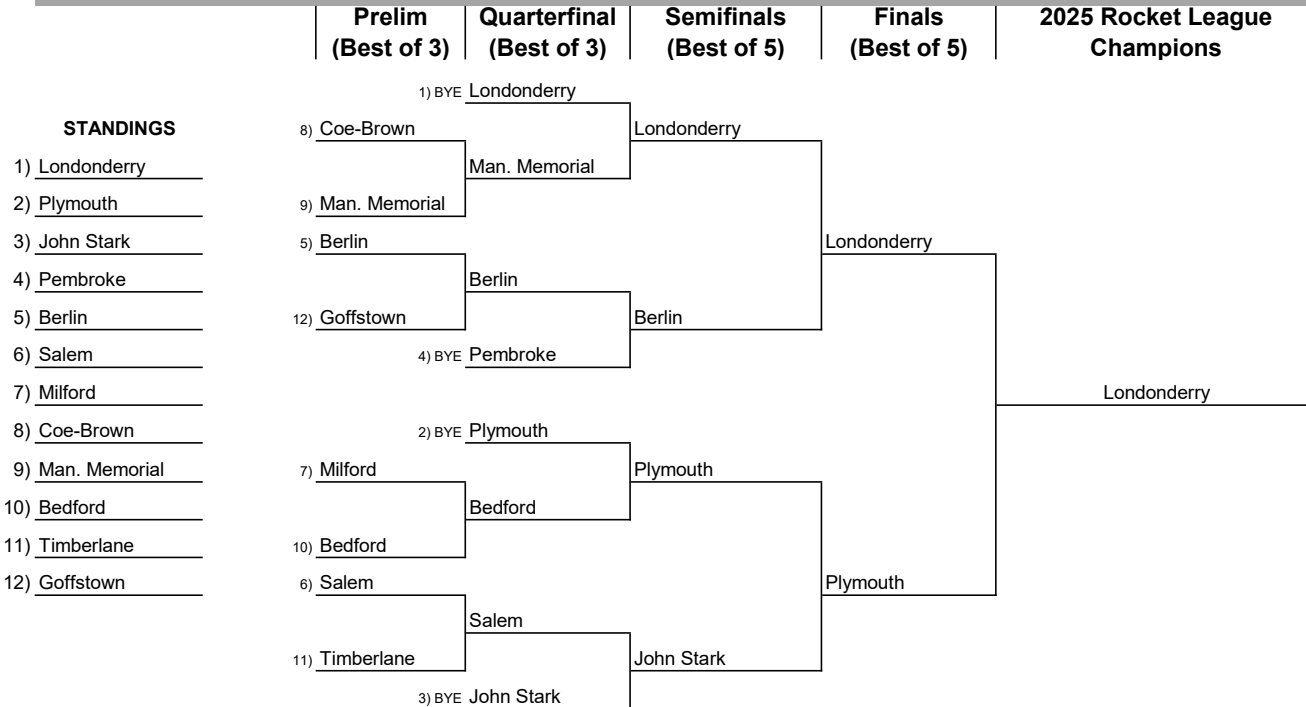 Prelim (Best of 3)
Quarterfinal (Best of 3)
Semifinals (Best of 5)
Finals (Best of 5)
2025 Rocket League Champions
STANDINGS
1) Londonderry
2) Plymouth
3) John Stark
4) Pembroke
5) Berlin
6) Salem
7) Milford
8) Coe-Brown
9) Man. Memorial
10) Bedford
11) Timberlane
12) Goffstown
8) Coe-Brown
9) Man. Memorial
5) Berlin
12) Goffstown
7) Milford
10) Bedford
6) Salem
11) Timberlane
1) BYE Londonderry
Man. Memorial
Berlin
4) BYE Pembroke
2) BYE Plymouth
Bedford
Salem
3) BYE John Stark
Londonderry
Berlin
Plymouth
John Stark
Londonderry
Plymouth
Londonderry